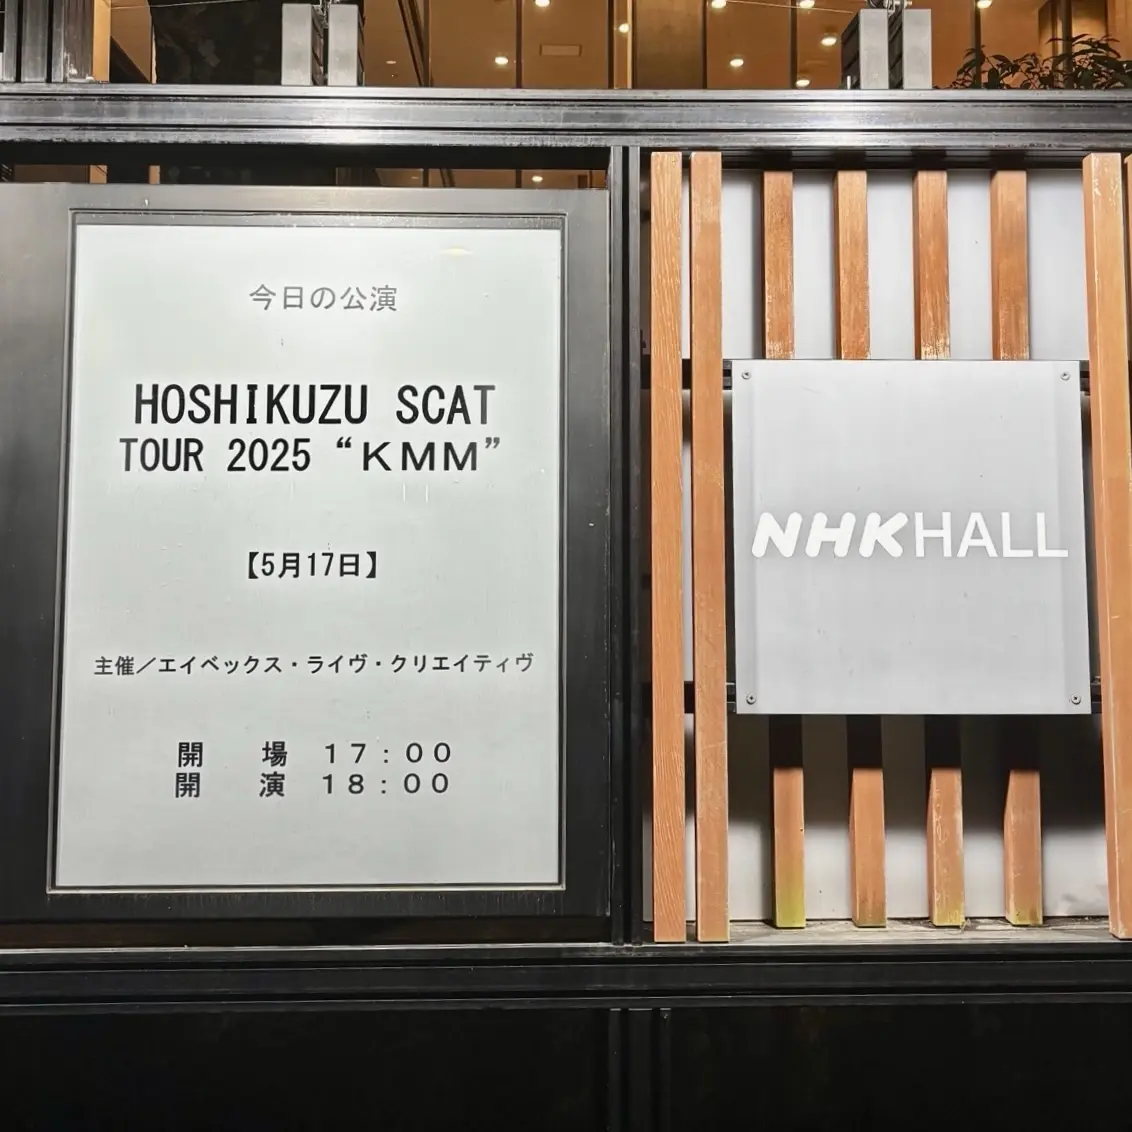 今日の公演
HOSHIKUZU SCAT
TOUR 2025 “ＫＭＭ”
【5月17日】
主催／エイベックス・ライヴ・クリエイティヴ
開　場　１７：００
開　演　１８：００
NHKHALL